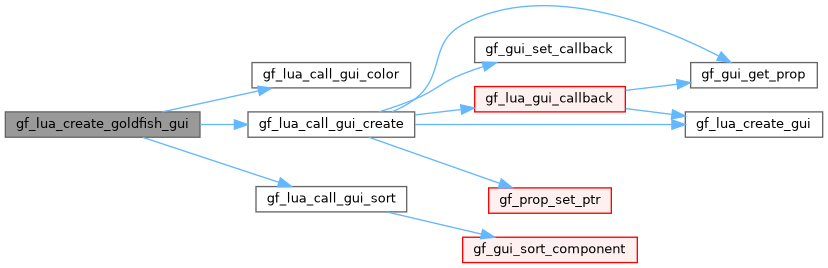 gf_lua_create_goldfish_gui
gf_lua_call_gui_color
gf_lua_call_gui_create
gf_lua_call_gui_sort
gf_gui_set_callback
gf_lua_gui_callback
gf_prop_set_ptr
gf_gui_sort_component
gf_gui_get_prop
gf_lua_create_gui